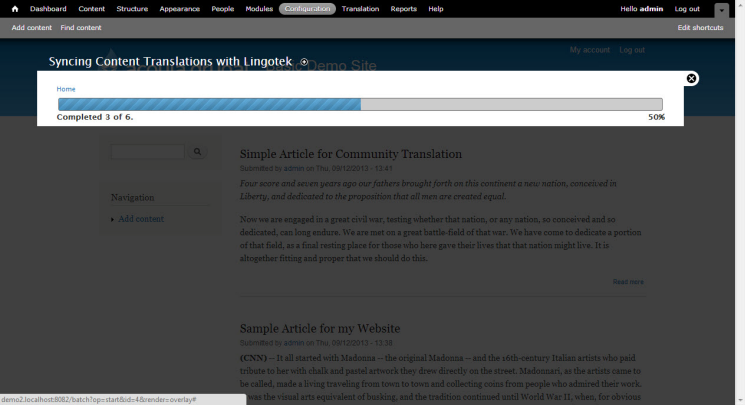 Dashboard Content Structure Appearance People Modules Configuration Translation Reports Help Hello admin Log out
Add content Find content Edit shortcuts
My account Log out
Syncing Content Translations with Lingotek
Demo Site
Home
Completed 3 of 6. 50%
Simple Article for Community Translation
Submitted by admin on Thu, 09/12/2013 - 13:41
Four score and seven years ago our fathers brought forth on this continent a new nation, conceived in
Liberty, and dedicated to the proposition that all men are created equal.
Navigation
Add content
Now we are engaged in a great civil war, testing whether that nation, or any nation, so conceived and so
dedicated, can long endure. We are met on a great battle-field of that war. We have come to dedicate a portion
of that field, as a final resting place for those who here gave their lives that that nation might live. It is
altogether fitting and proper that we should do this.
Read more
Sample Article for my Website
Submitted by admin on Thu, 09/12/2013 - 13:38
(CNN) -- It all started with Madonna -- the original Madonna -- and the 16th-century Italian artists who paid
tribute to her with chalk and pastel artwork they drew directly on the street. Madonnari, as the artists came to
be called, made a living traveling from town to town and collecting coins from people who admired their work.
was the visual arts equivalent of busking, and the tradition continued until World War II, when, for obvious
demo2.localhost:8082/batch?op=start&id=4&render=overlay#